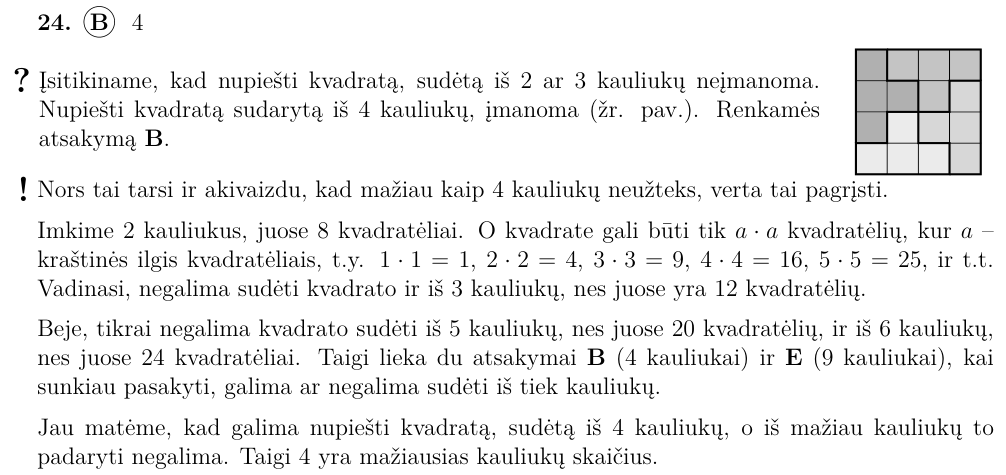 24. B 4
? Įsitikiname, kad nupiešti kvadratą, sudėtą iš 2 ar 3 kauliukų neįmanoma.
Nupiešti kvadratą sudarytą iš 4 kauliukų, įmanoma (žr. pav.). Renkamės
atsakymą B.
! Nors tai tarsi ir akivaizdu, kad mažiau kaip 4 kauliukų neužteks, verta tai pagrįsti.
Imkime 2 kauliukus, juose 8 kvadratėliai. O kvadrate gali būti tik a · a kvadratėlių, kur a –
kraštinės ilgis kvadratėliais, t.y. 1 · 1 = 1, 2 · 2 = 4, 3 · 3 = 9, 4 · 4 = 16, 5 · 5 = 25, ir t.t.
Vadinasi, negalima sudėti kvadrato ir iš 3 kauliukų, nes juose yra 12 kvadratėlių.
Beje, tikrai negalima kvadrato sudėti iš 5 kauliukų, nes juose 20 kvadratėlių, ir iš 6 kauliukų,
nes juose 24 kvadratėliai. Taigi lieka du atsakymai B (4 kauliukai) ir E (9 kauliukai), kai
sunkiau pasakyti, galima ar negalima sudėti iš tiek kauliukų.
Jau matėme, kad galima nupiešti kvadratą, sudėtą iš 4 kauliukų, o iš mažiau kauliukų to
padaryti negalima. Taigi 4 yra mažiausias kauliukų skaičius.